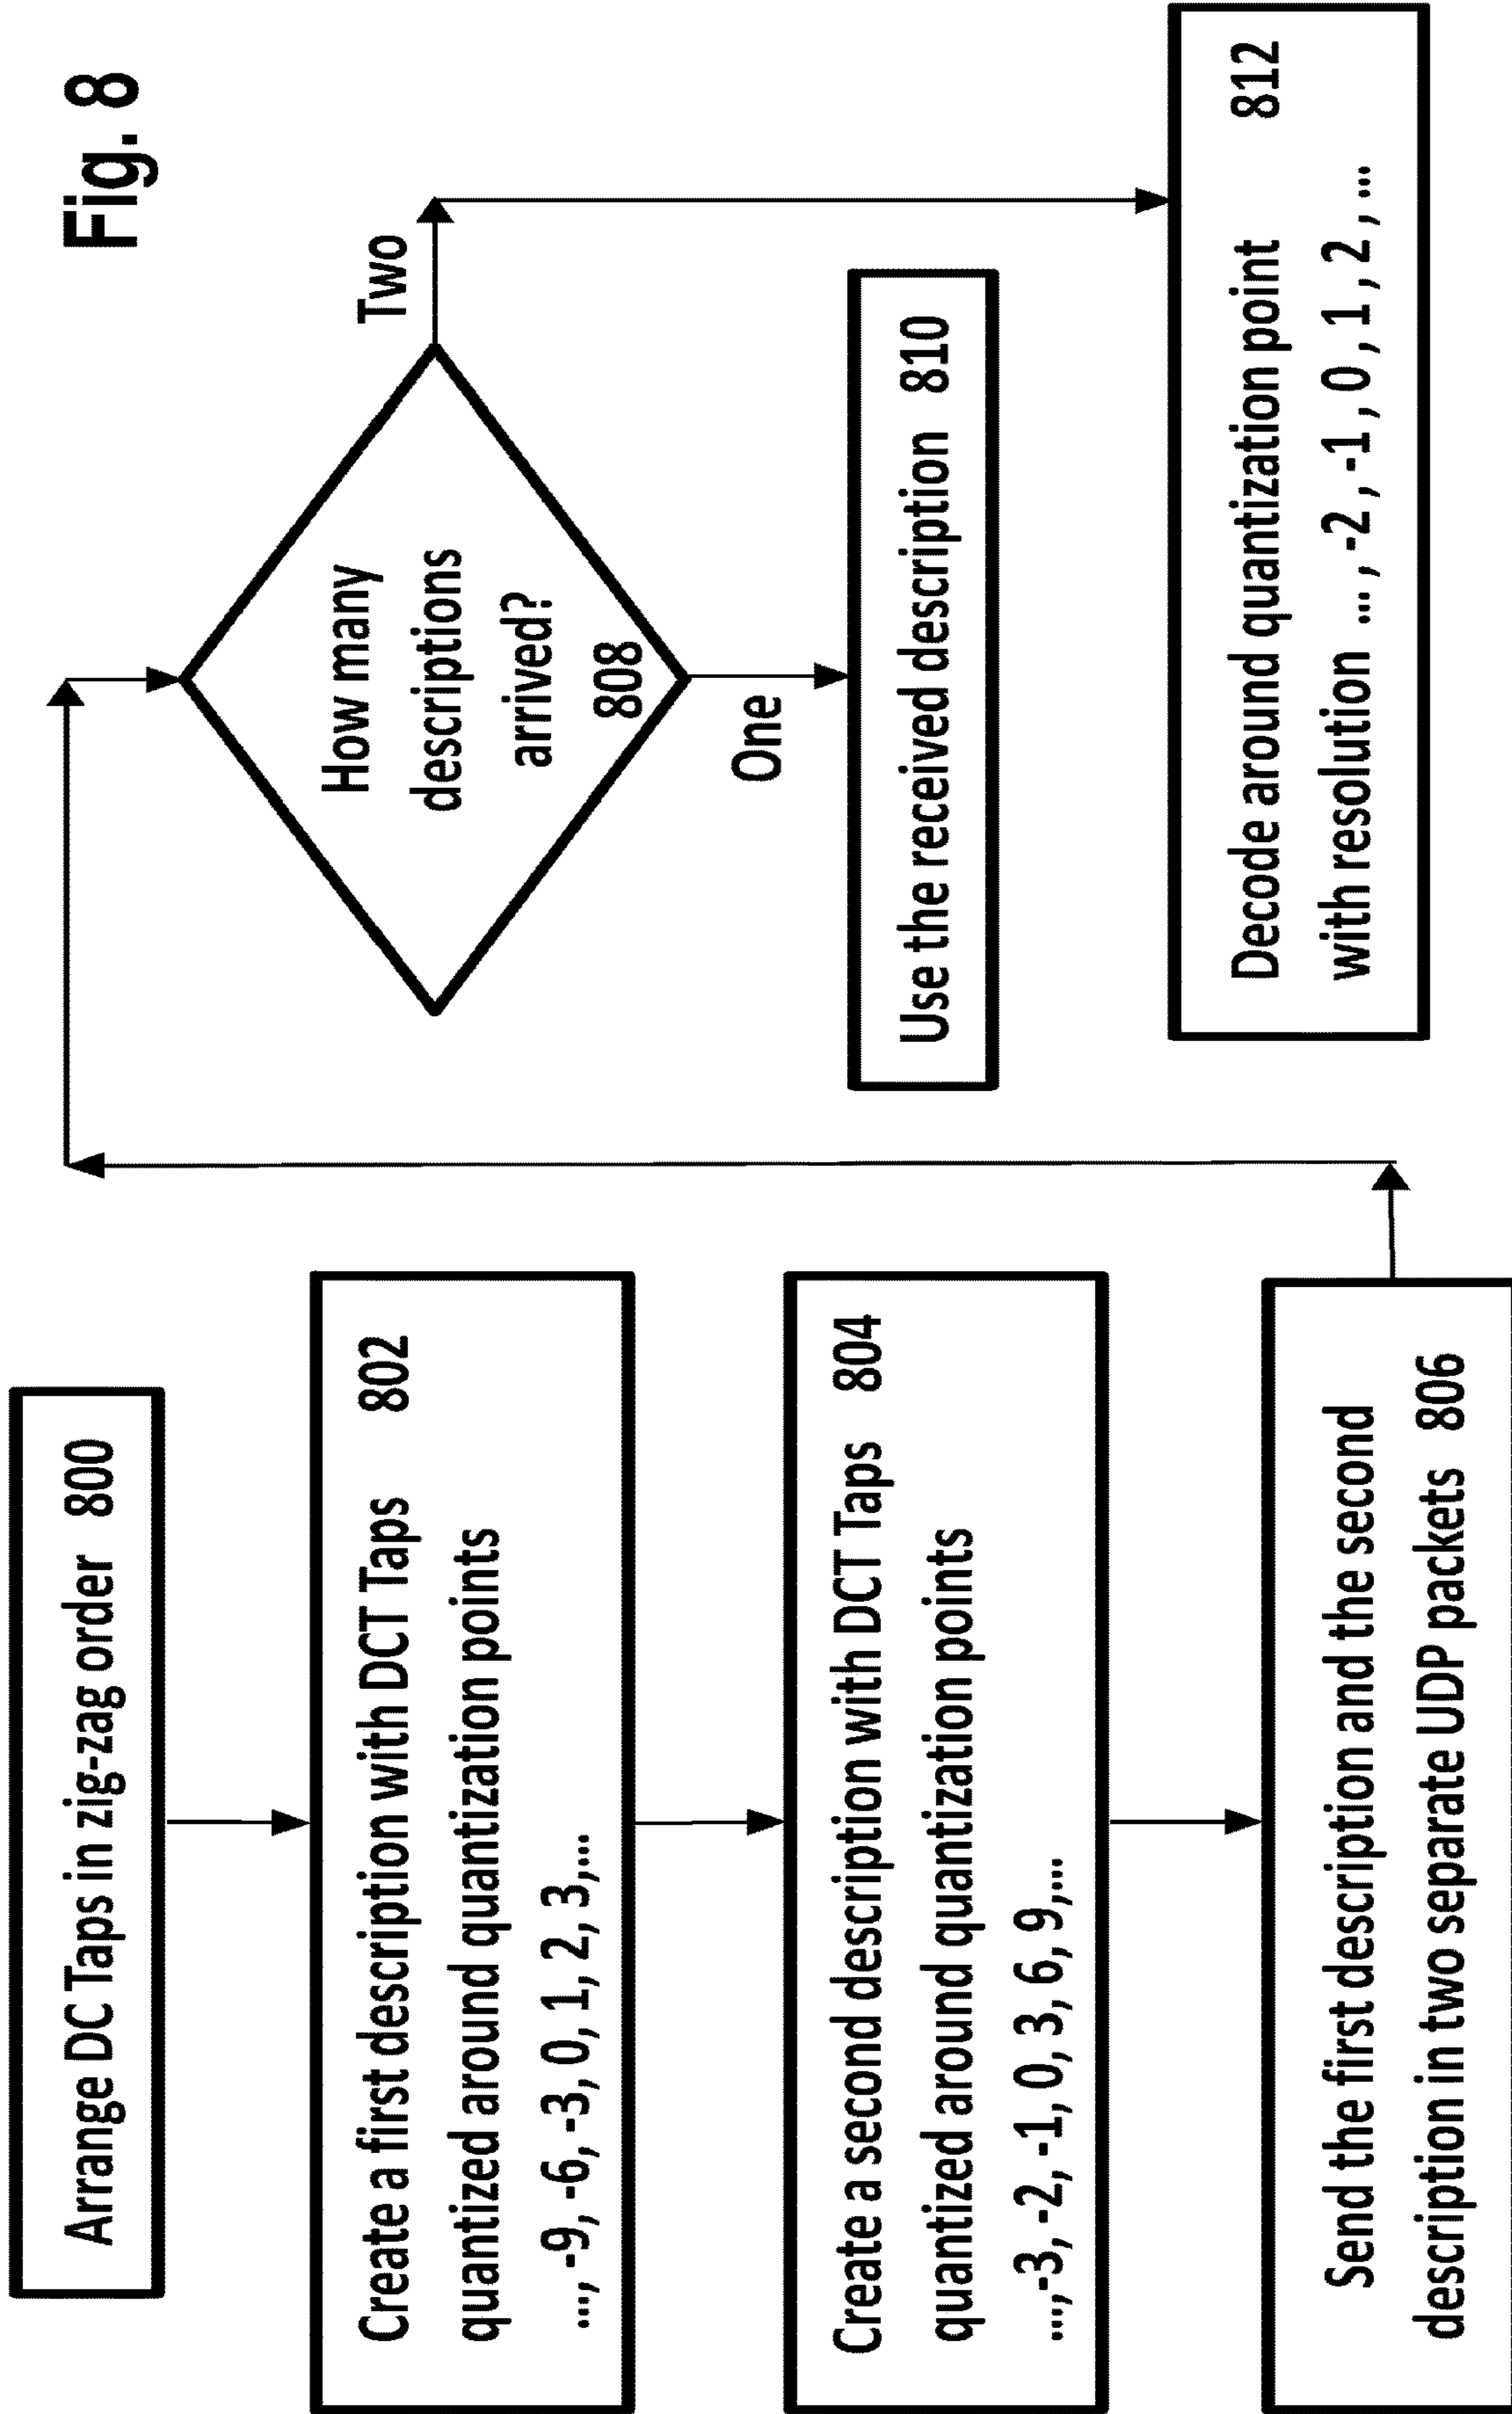 Fig. 8
Arrange DC Taps in zig-zag order 800
Create a first description with DCT Taps 802
quantized around quantization points
...,-9, -6, -3, 0, 1, 2, 3,...
Create a second description with DCT Taps 804
quantized around quantization points
...,-3, -2, -1, 0, 3, 6, 9,...
Send the first description and the second
description in two separate UDP packets 806
How many
descriptions
arrived?
808
Two
One
Use the received description 810
Decode around quantization point 812
with resolution ... , -2 , -1 , 0 , 1 , 2 , ...